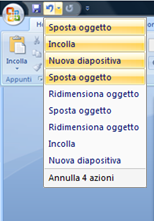 Sposta oggetto
Incolla
Nuova diapositiva
Sposta oggetto
Ridimensiona oggetto
Sposta oggetto
Ridimensiona oggetto
Incolla
Nuova diapositiva
Annulla 4 azioni
Incolla
Appunti